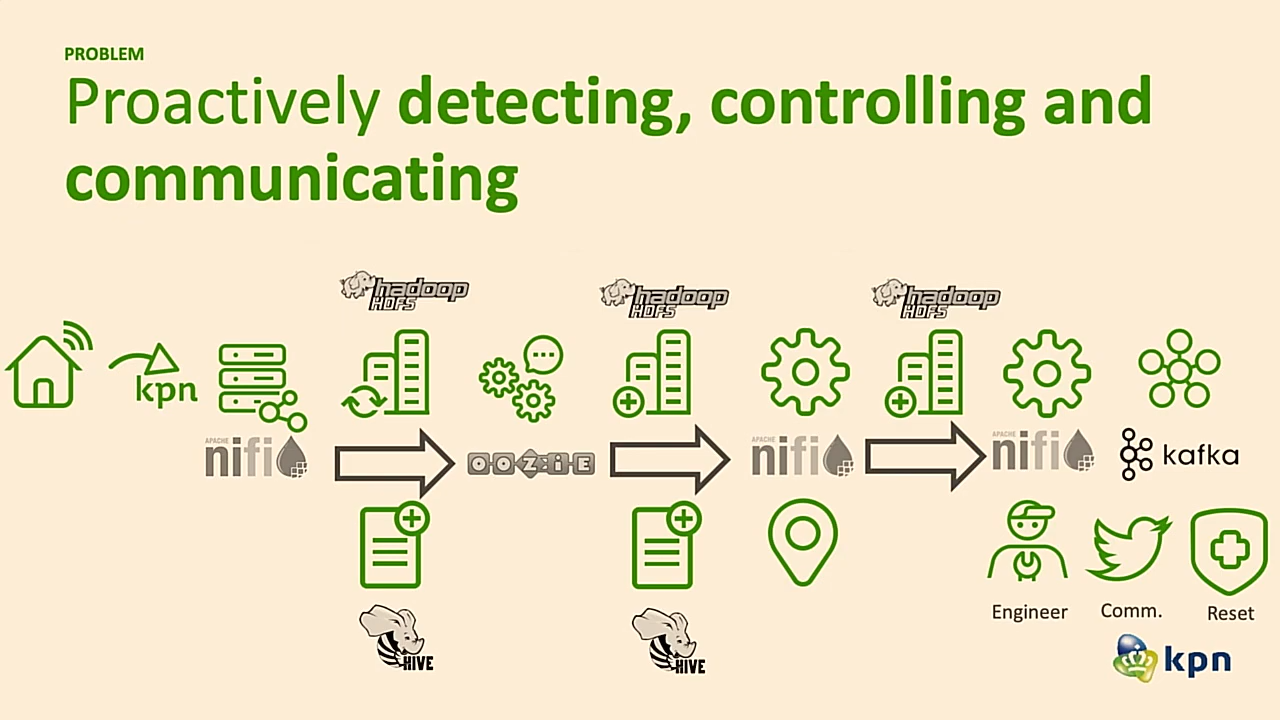 PROBLEM
Proactively detecting, controlling and
communicating
hadoop
HDFS
hadoop
HDFS
hadoop
HDFS
kpn
APACHE
nifi
OOZIE
APACHE
nifi
APACHE
nifi
kafka
HIVE
HIVE
Engineer
Comm.
Reset
kpn